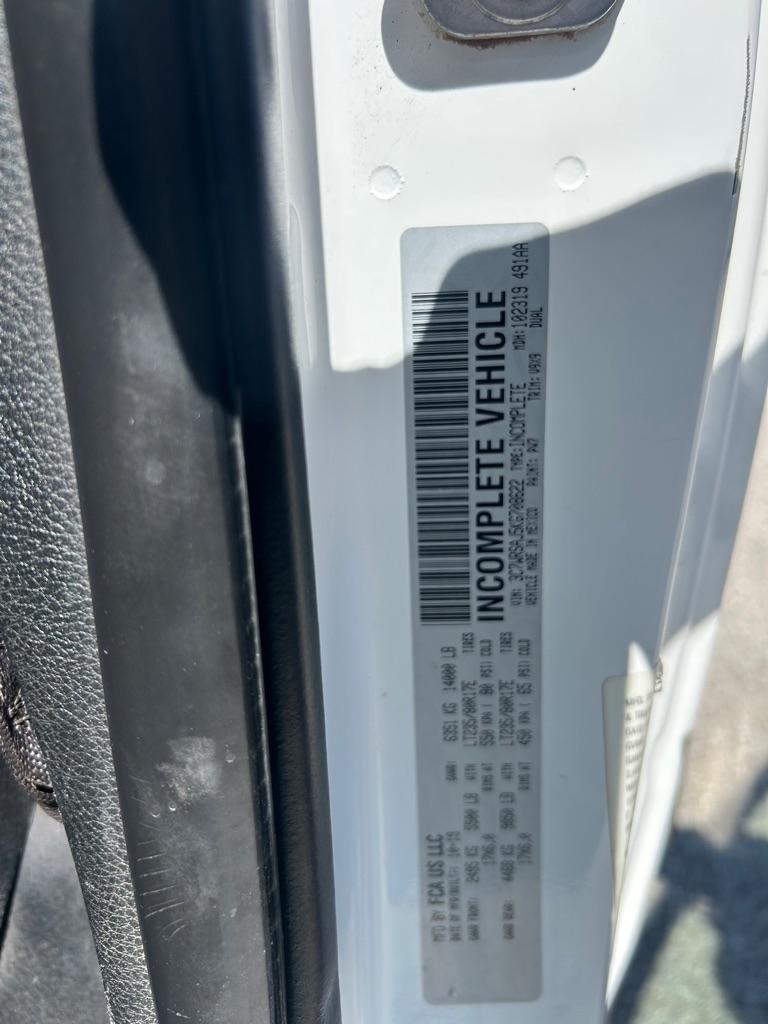 MFD BY FCA US LLC
DATE OF MFD(BUILT): 10-19 GVWR: 6351 KG 14000 LB
GAWR FRONT: 2495 KG 5500 LB WITH LT235/80R17E TIRES
17X6.0 RIMS AT 550 KPA ( 80 PSI) COLD
GAWR REAR: 4468 KG 9850 LB WITH LT235/80R17E TIRES
17X6.0 RIMS AT 450 KPA ( 65 PSI) COLD
INCOMPLETE VEHICLE
VIN: TYPE:INCOMPLETE MDH:102319 491AA
VEHICLE MADE IN MEXICO PAINT: PW7 TRIM: V9X9 DUAL
MFG.